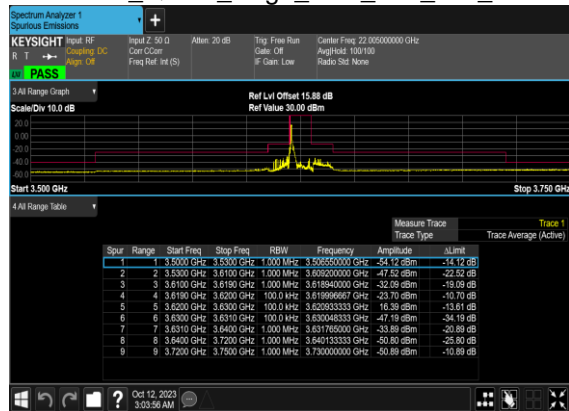 Spectrum Analyzer 1
Spurious Emissions
+
KEYSIGHT Input: RF Input Z: 50 Ω Atten: 20 dB Trig: Free Run Center Freq: 22.005000000 GHz
R T Coupling: DC Corr CCorr Gate: Off Avg|Hold: 100/100
Align: Off Freq Ref: Int (S) IF Gain: Low Radio Std: None
PASS
3 All Range Graph Ref Lvl Offset 15.88 dB
Scale/Div 10.0 dB Ref Value 30.00 dBm
20.0
0.00
-20.0
-40.0
-60.0
Start 3.500 GHz Stop 3.750 GHz
4 All Range Table
Measure Trace Trace 1
Trace Type Trace Average (Active)
Spur Range Start Freq Stop Freq RBW Frequency Amplitude ΔLimit
1 1 3.5000 GHz 3.5300 GHz 1.000 MHz 3.506550000 GHz -54.12 dBm -14.12 dB
2 2 3.5300 GHz 3.6100 GHz 1.000 MHz 3.609200000 GHz -47.52 dBm -22.52 dB
3 3 3.6100 GHz 3.6190 GHz 1.000 MHz 3.618940000 GHz -32.09 dBm -19.09 dB
4 4 3.6190 GHz 3.6200 GHz 100.0 kHz 3.619996667 GHz -23.70 dBm -10.70 dB
5 5 3.6200 GHz 3.6300 GHz 100.0 kHz 3.62093333 GHz 16.39 dBm -13.61 dB
6 6 3.6300 GHz 3.6310 GHz 100.0 kHz 3.630048333 GHz -47.19 dBm -34.19 dB
7 7 3.6310 GHz 3.6400 GHz 1.000 MHz 3.631765000 GHz -33.89 dBm -20.89 dB
8 8 3.6400 GHz 3.7200 GHz 1.000 MHz 3.640133333 GHz -50.80 dBm -25.80 dB
9 9 3.7200 GHz 3.7500 GHz 1.000 MHz 3.730000000 GHz -50.89 dBm -10.89 dB
? Oct 12, 2023
3:03:56 AM